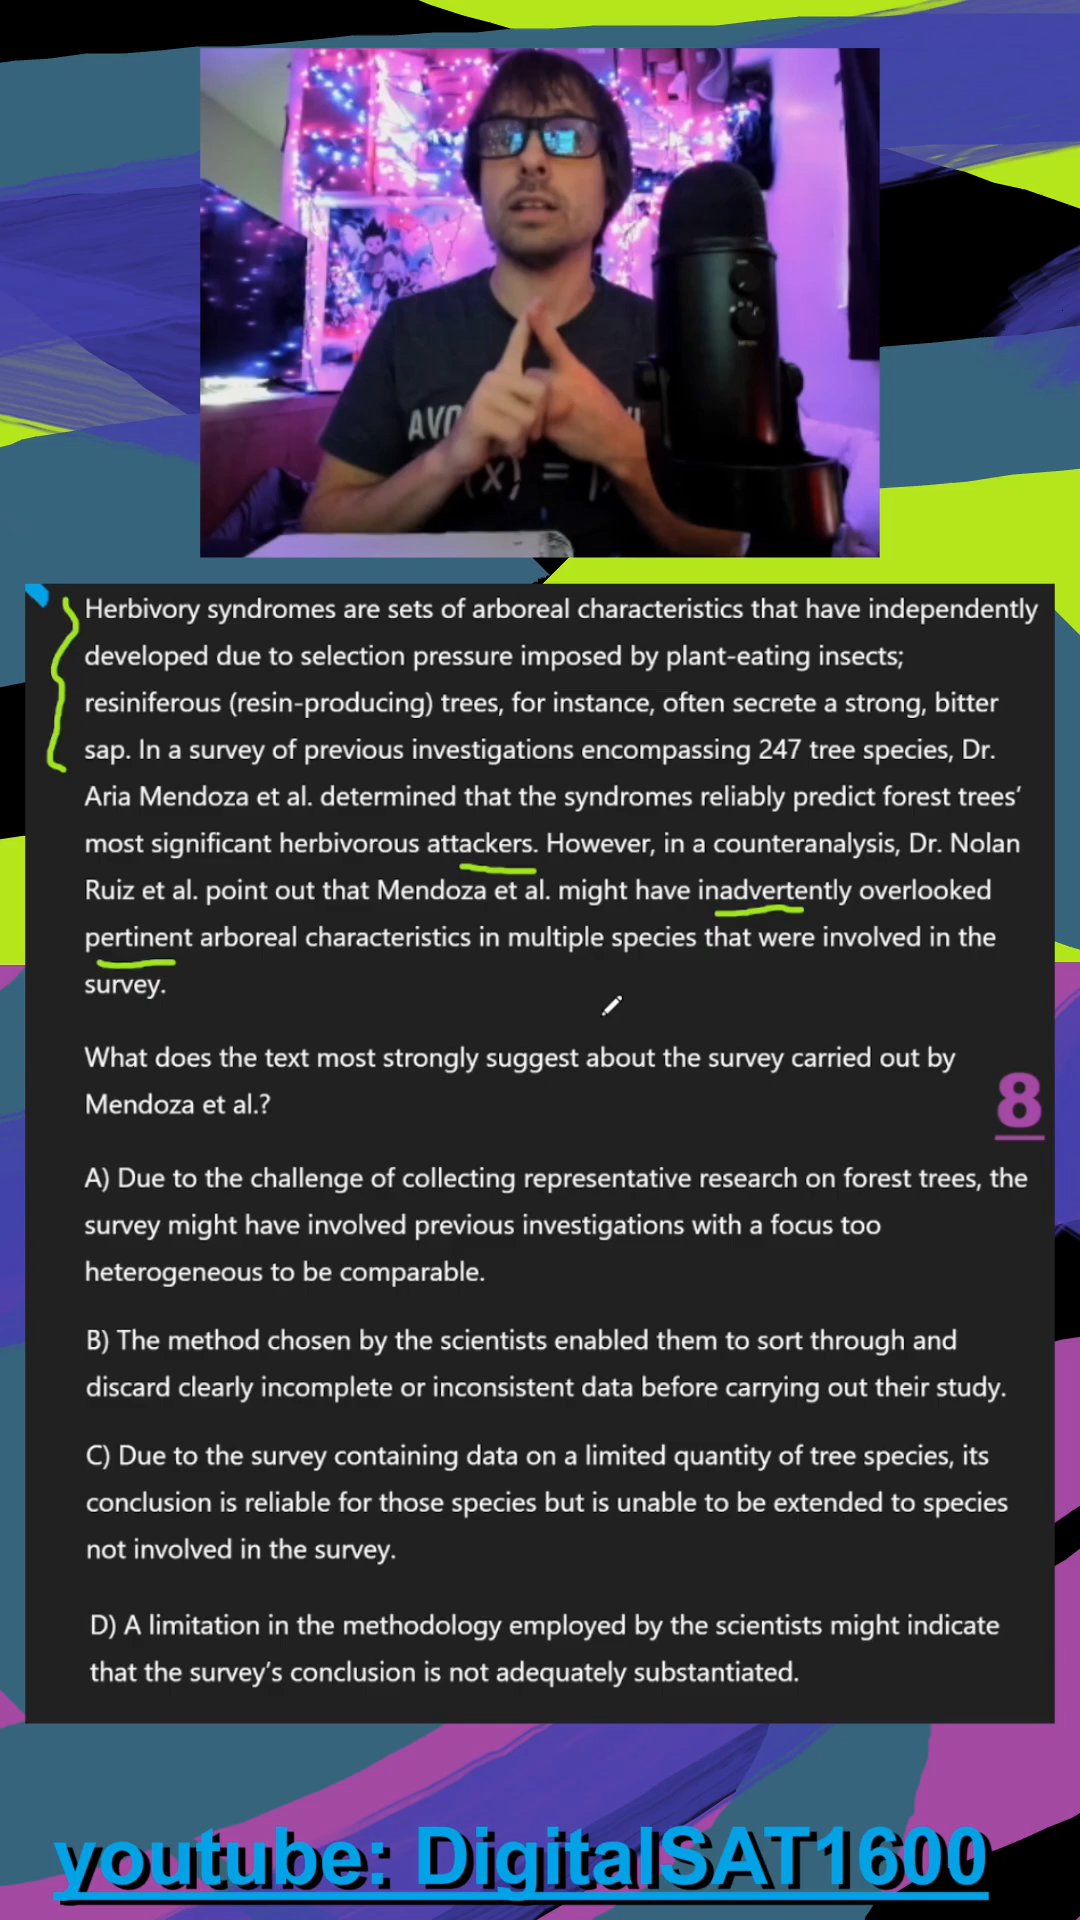 AVO
(x) =
Herbivory syndromes are sets of arboreal characteristics that have independently
developed due to selection pressure imposed by plant-eating insects;
resiniferous (resin-producing) trees, for instance, often secrete a strong, bitter
sap. In a survey of previous investigations encompassing 247 tree species, Dr.
Aria Mendoza et al. determined that the syndromes reliably predict forest trees’
most significant herbivorous attackers. However, in a counteranalysis, Dr. Nolan
Ruiz et al. point out that Mendoza et al. might have inadvertently overlooked
pertinent arboreal characteristics in multiple species that were involved in the
survey.
What does the text most strongly suggest about the survey carried out by
Mendoza et al.?
8
A) Due to the challenge of collecting representative research on forest trees, the
survey might have involved previous investigations with a focus too
heterogeneous to be comparable.
B) The method chosen by the scientists enabled them to sort through and
discard clearly incomplete or inconsistent data before carrying out their study.
C) Due to the survey containing data on a limited quantity of tree species, its
conclusion is reliable for those species but is unable to be extended to species
not involved in the survey.
D) A limitation in the methodology employed by the scientists might indicate
that the survey’s conclusion is not adequately substantiated.
youtube: DigitalSAT1600